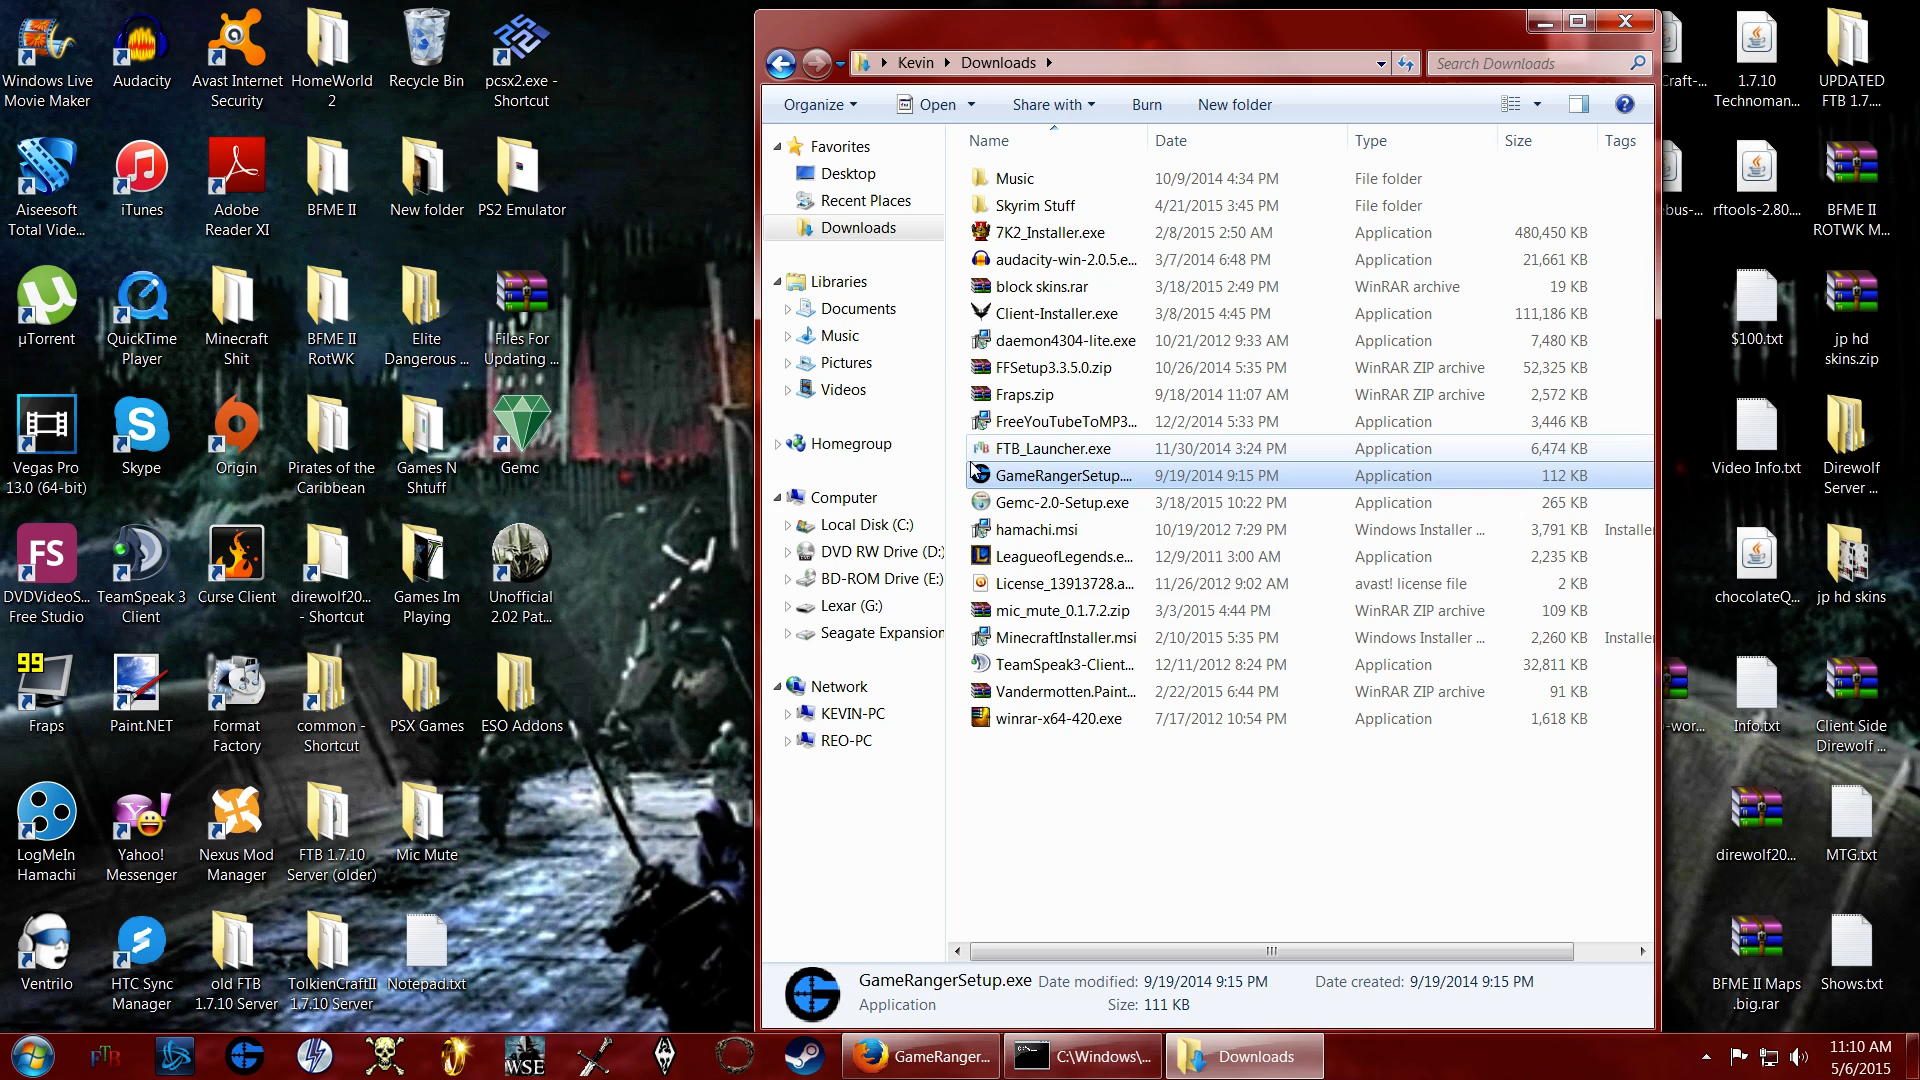 Windows Live
Movie Maker
Audacity
Avast Internet
Security
HomeWorld
2
Recycle Bin
pcsx2.exe -
Shortcut
Aiseesoft
Total Vide...
iTunes
Adobe
Reader XI
BFME II
New folder
PS2 Emulator
µTorrent
QuickTime
Player
Minecraft
Shit
BFME II
RotWK
Elite
Dangerous ...
Files For
Updating ...
Vegas Pro
13.0 (64-bit)
Skype
Origin
Pirates of the
Caribbean
Games N
Shtuff
Gemc
FS
DVDVideoS...
Free Studio
TeamSpeak 3
Client
Curse Client
direwolf20...
- Shortcut
Games Im
Playing
Unofficial
2.02 Pat...
99
Fraps
Paint.NET
Format
Factory
common -
Shortcut
PSX Games
ESO Addons
LogMeIn
Hamachi
Yahoo!
Messenger
Nexus Mod
Manager
FTB 1.7.10
Server (older)
Mic Mute
Ventrilo
HTC Sync
Manager
old FTB
1.7.10 Server
TolkienCraftII
1.7.10 Server
Notepad.txt
Kevin
Downloads
Search Downloads
Organize
Open
Share with
Burn
New folder
Favorites
Desktop
Recent Places
Downloads
Libraries
Documents
Music
Pictures
Videos
Homegroup
Computer
Local Disk (C:)
DVD RW Drive (D:)
BD-ROM Drive (E:)
Lexar (G:)
Seagate Expansion
Network
KEVIN-PC
REO-PC
Name Date Type Size Tags
Music 10/9/2014 4:34 PM File folder
Skyrim Stuff 4/21/2015 3:45 PM File folder
7K2_Installer.exe 2/8/2015 2:50 AM Application 480,450 KB
audacity-win-2.0.5.e... 3/7/2014 6:48 PM Application 21,661 KB
block skins.rar 3/18/2015 2:49 PM WinRAR archive 19 KB
Client-Installer.exe 3/8/2015 4:45 PM Application 111,186 KB
daemon4304-lite.exe 10/21/2012 9:33 AM Application 7,480 KB
FFSetup3.3.5.0.zip 10/26/2014 5:35 PM WinRAR ZIP archive 52,325 KB
Fraps.zip 9/18/2014 11:07 AM WinRAR ZIP archive 2,572 KB
FreeYouTubeToMP3... 12/2/2014 5:33 PM Application 3,446 KB
FTB_Launcher.exe 11/30/2014 3:24 PM Application 6,474 KB
GameRangerSetup.... 9/19/2014 9:15 PM Application 112 KB
Gemc-2.0-Setup.exe 3/18/2015 10:22 PM Application 265 KB
hamachi.msi 10/19/2012 7:29 PM Windows Installer ... 3,791 KB Installer
LeagueofLegends.e... 12/9/2011 3:00 AM Application 2,235 KB
License_13913728.a... 11/26/2012 9:02 AM avast! license file 2 KB
mic_mute_0.1.7.2.zip 3/3/2015 4:44 PM WinRAR ZIP archive 109 KB
MinecraftInstaller.msi 2/10/2015 5:35 PM Windows Installer ... 2,260 KB Installer
TeamSpeak3-Client... 12/11/2012 8:24 PM Application 32,811 KB
Vandermotten.Paint... 2/22/2015 6:44 PM WinRAR ZIP archive 91 KB
winrar-x64-420.exe 7/17/2012 10:54 PM Application 1,618 KB
GameRangerSetup.exe Date modified: 9/19/2014 9:15 PM Date created: 9/19/2014 9:15 PM
Application Size: 111 KB
Craft-...
1.7.10
Technoman...
UPDATED
FTB 1.7....
ebus-...
rftools-2.80....
BFME II
ROTWK M...
$100.txt
jp hd
skins.zip
Video Info.txt
Direwolf
Server ...
chocolateQ...
jp hd skins
-wor...
Info.txt
Client Side
Direwolf ...
direwolf20...
MTG.txt
BFME II Maps
.big.rar
Shows.txt
FTB
WSE
GameRanger...
C:\Windows\...
Downloads
11:10 AM
5/6/2015